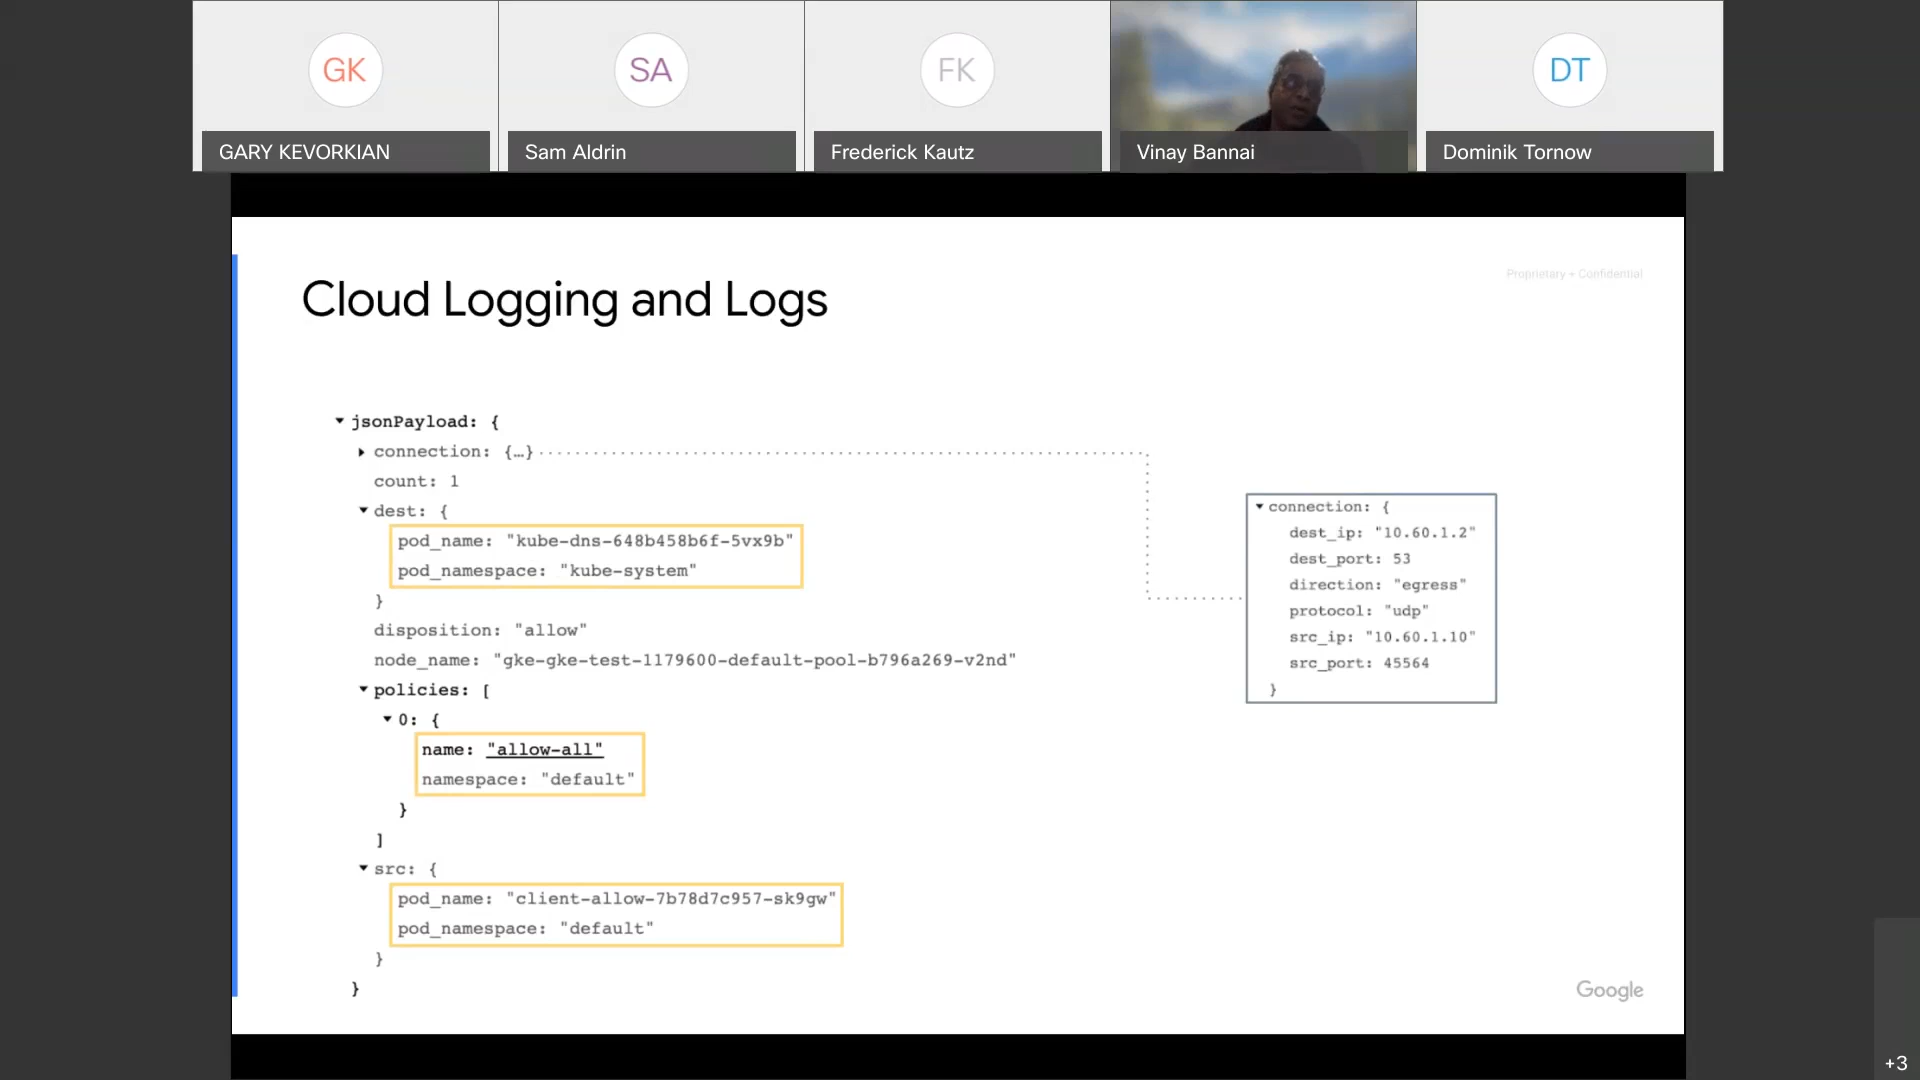 GK
SA
FK
DT
GARY KEVORKIAN
Sam Aldrin
Frederick Kautz
Vinay Bannai
Dominik Tornow
Proprietary + Confidential
Cloud Logging and Logs
jsonPayload: {
connection: {…}
count: 1
dest: {
pod_name: "kube-dns-648b458b6f-5vx9b"
pod_namespace: "kube-system"
}
disposition: "allow"
node_name: "gke-gke-test-1179600-default-pool-b796a269-v2nd"
policies: [
0: {
name: "allow-all"
namespace: "default"
}
]
src: {
pod_name: "client-allow-7b78d7c957-sk9gw"
pod_namespace: "default"
}
}
connection: {
dest_ip: "10.60.1.2"
dest_port: 53
direction: "egress"
protocol: "udp"
src_ip: "10.60.1.10"
src_port: 45564
}
Google
+3